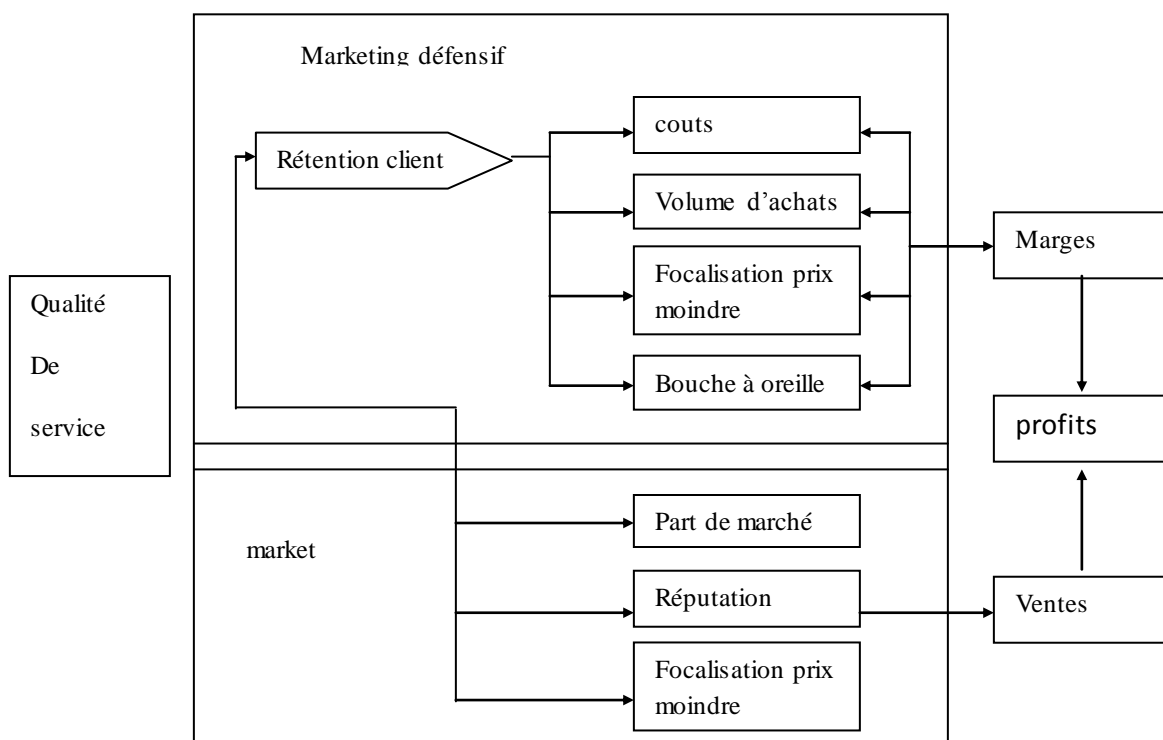 Marketing défensif
couts
Rétention client
Volume d'achats
Marges
Focalisation prix
moindre
Qualité
De
service
Bouche à oreille
profits
Part de marché
market
Réputation
Ventes
Focalisation prix
moindre